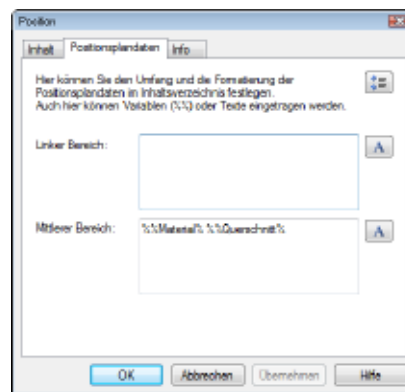 Position
Inhalt Positionsplandaten Info
Hier können Sie den Umfang und die Formatierung der
Positionsplandaten in Inhaltsverzeichnis festlegen.
Auch hier können Variablen (%%) oder Texte eingetragen werden.
Linker Bereich:
A
Mittlerer Bereich:
%%Material% %%Querschnitt%
A
OK Abbrechen Übernehmen Hilfe